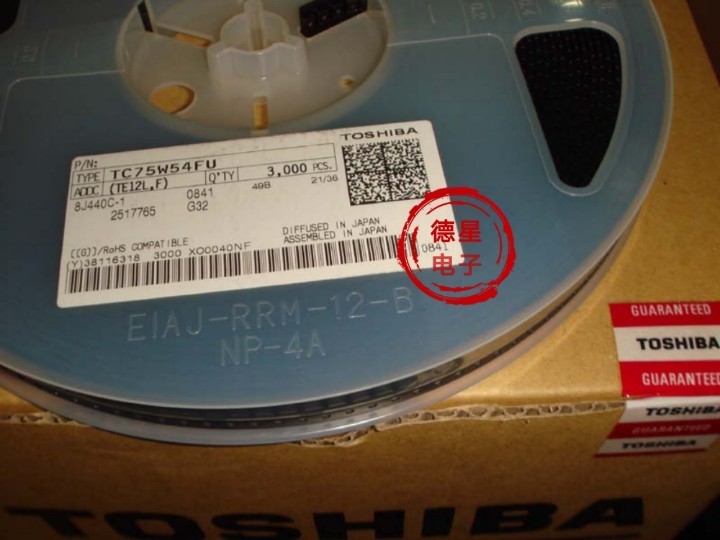 TOSHIBA
P/N:
TYPE TC75W54FU Q'TY 3,000 PCS.
ADDC (TE12L,F) 49B 21/36
8J440C-1 0841
2517765 G32
DIFFUSED IN JAPAN
[[G]]/RoHS COMPATIBLE ASSEMBLED IN JAPAN
(Y)38116318 3000 XO0040NF 0841
德星
电子
EIAJ-RRM-12-B
NP-4A
GUARANTEED
TOSHIBA
GUARANTEED
TOSHIBA
GUARANTEED
TOSHIBA
TOSHIBA